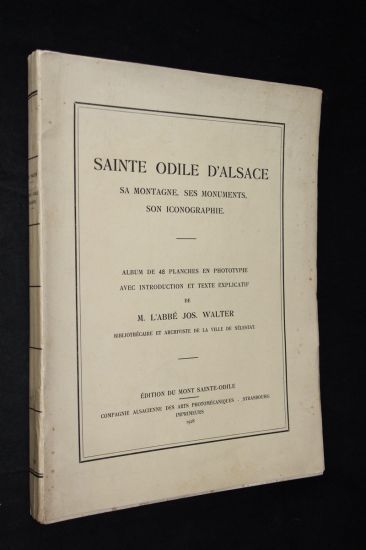 SAINTE ODILE D'ALSACE
SA MONTAGNE, SES MONUMENTS,
SON ICONOGRAPHIE.
ALBUM DE 48 PLANCHES EN PHOTOTYPIE
AVEC INTRODUCTION ET TEXTE EXPLICATIF
DE
M. L'ABBÉ JOS. WALTER
BIBLIOTHÉCAIRE ET ARCHIVISTE DE LA VILLE DE SÉLESTAT.
ÉDITION DU MONT SAINTE-ODILE
COMPAGNIE ALSACIENNE DES ARTS PHOTOMÉCANIQUES . STRASBOURG
IMPRIMEURS